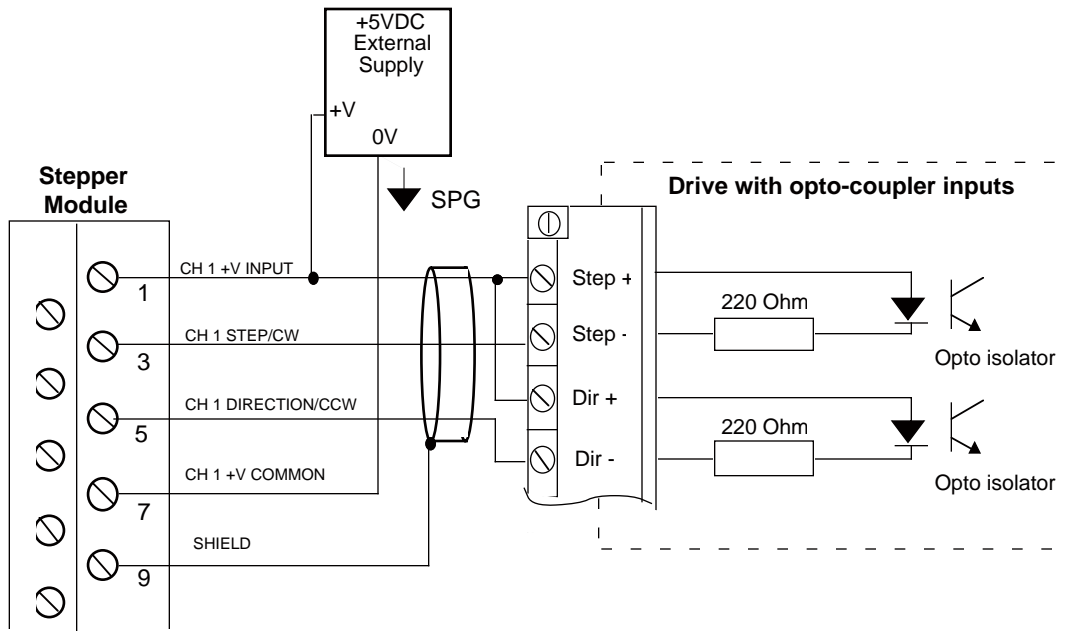 +5VDC
External
Supply
+V
0V
SPG
Stepper
Module
Drive with opto-coupler inputs
CH 1 +V INPUT
1
CH 1 STEP/CW
3
CH 1 DIRECTION/CCW
5
CH 1 +V COMMON
7
SHIELD
9
Step +
Step -
Dir +
Dir -
220 Ohm
Opto isolator
220 Ohm
Opto isolator